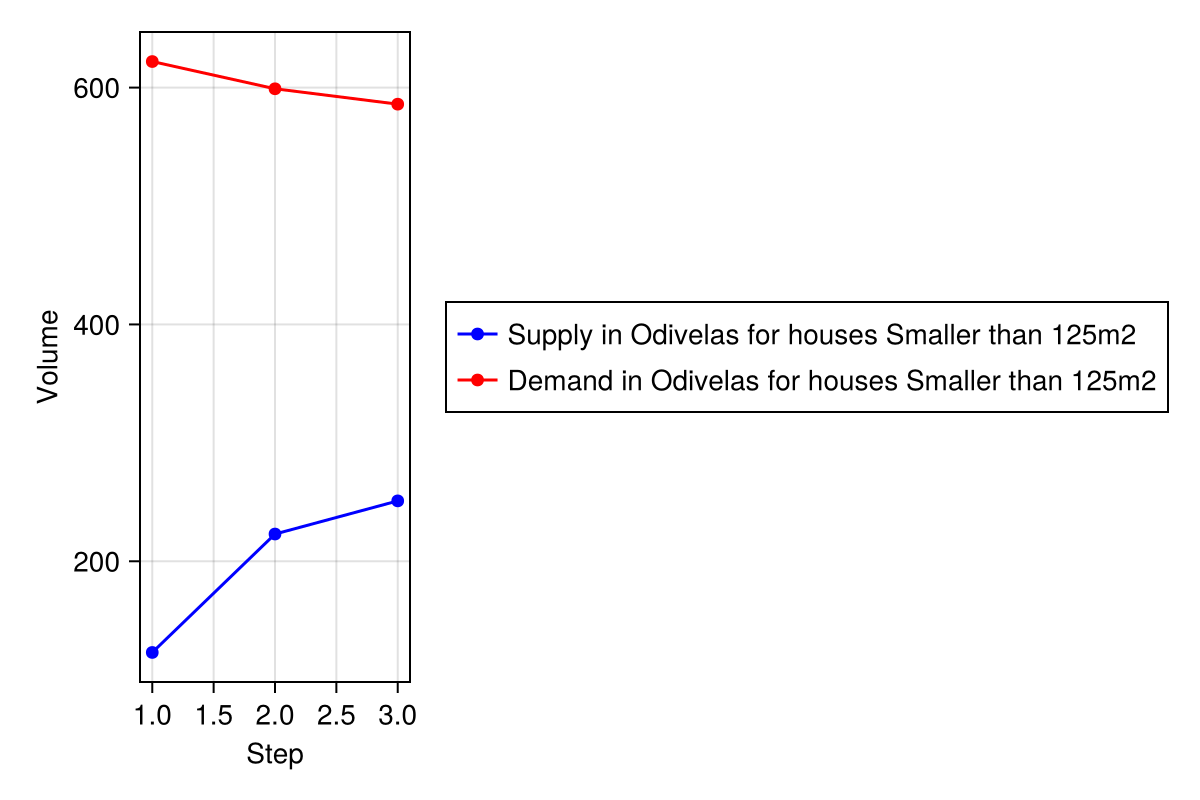 600
400
200
Volume
1.0 1.5 2.0 2.5 3.0
Step
Supply in Odivelas for houses Smaller than 125m2
Demand in Odivelas for houses Smaller than 125m2